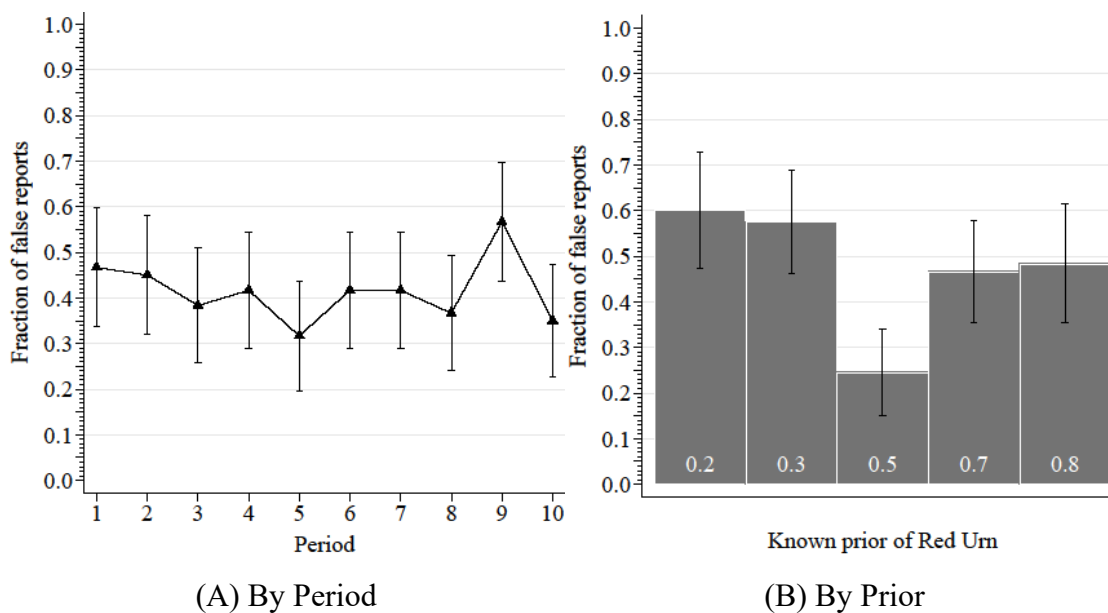 Fraction of false reports
1.0
0.9
0.8
0.7
0.6
0.5
0.4
0.3
0.2
0.1
0.0
1 2 3 4 5 6 7 8 9 10
Period
(A) By Period
Fraction of false reports
1.0
0.9
0.8
0.7
0.6
0.5
0.4
0.3
0.2
0.1
0.0
0.2 0.3 0.5 0.7 0.8
Known prior of Red Urn
(B) By Prior